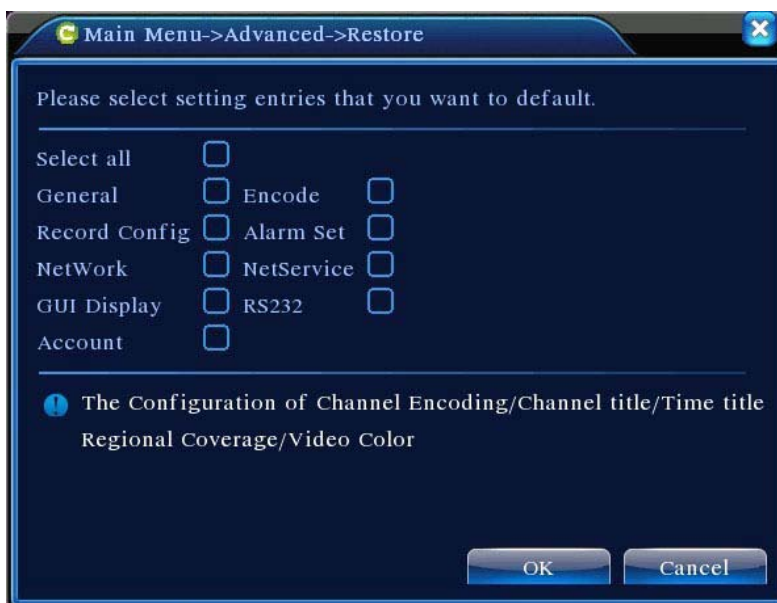 Main Menu->Advanced->Restore
Please select setting entries that you want to default.
Select all
General Encode
Record Config Alarm Set
NetWork NetService
GUI Display RS232
Account
The Configuration of Channel Encoding/Channel title/Time title
Regional Coverage/Video Color
OK Cancel